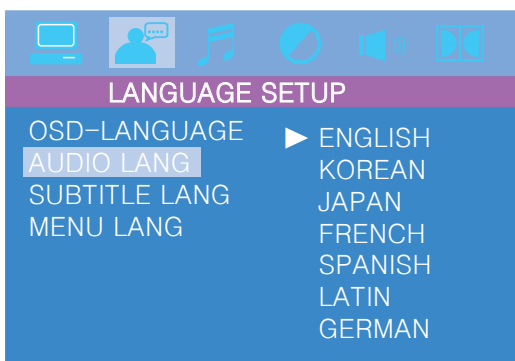 LANGUAGE SETUP
OSD-LANGUAGE
AUDIO LANG
SUBTITLE LANG
MENU LANG
ENGLISH
KOREAN
JAPAN
FRENCH
SPANISH
LATIN
GERMAN